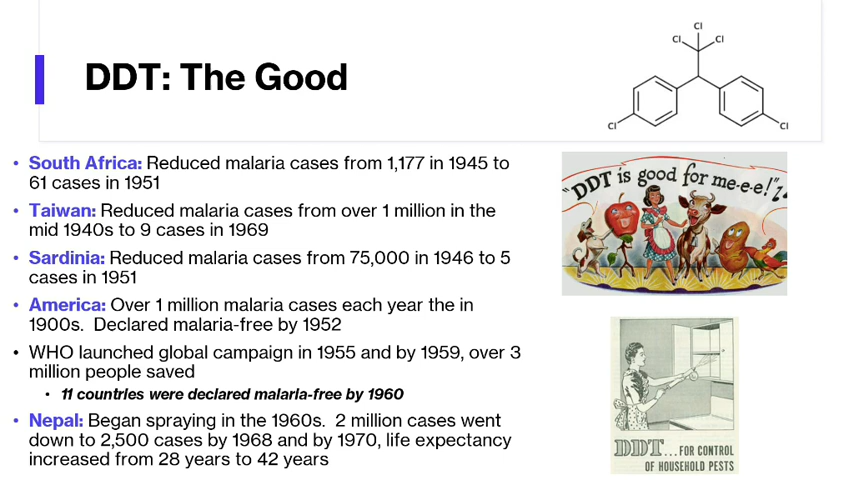 DDT: The Good
Cl
Cl
Cl
Cl
Cl
• South Africa: Reduced malaria cases from 1,177 in 1945 to
61 cases in 1951
• Taiwan: Reduced malaria cases from over 1 million in the
mid 1940s to 9 cases in 1969
• Sardinia: Reduced malaria cases from 75,000 in 1946 to 5
cases in 1951
• America: Over 1 million malaria cases each year the in
1900s.  Declared malaria-free by 1952
• WHO launched global campaign in 1955 and by 1959, over 3
million people saved
• 11 countries were declared malaria-free by 1960
• Nepal: Began spraying in the 1960s.  2 million cases went
down to 2,500 cases by 1968 and by 1970, life expectancy
increased from 28 years to 42 years
"DDT is good for me-e-e!"
DDT...FOR CONTROL
OF HOUSEHOLD PESTS